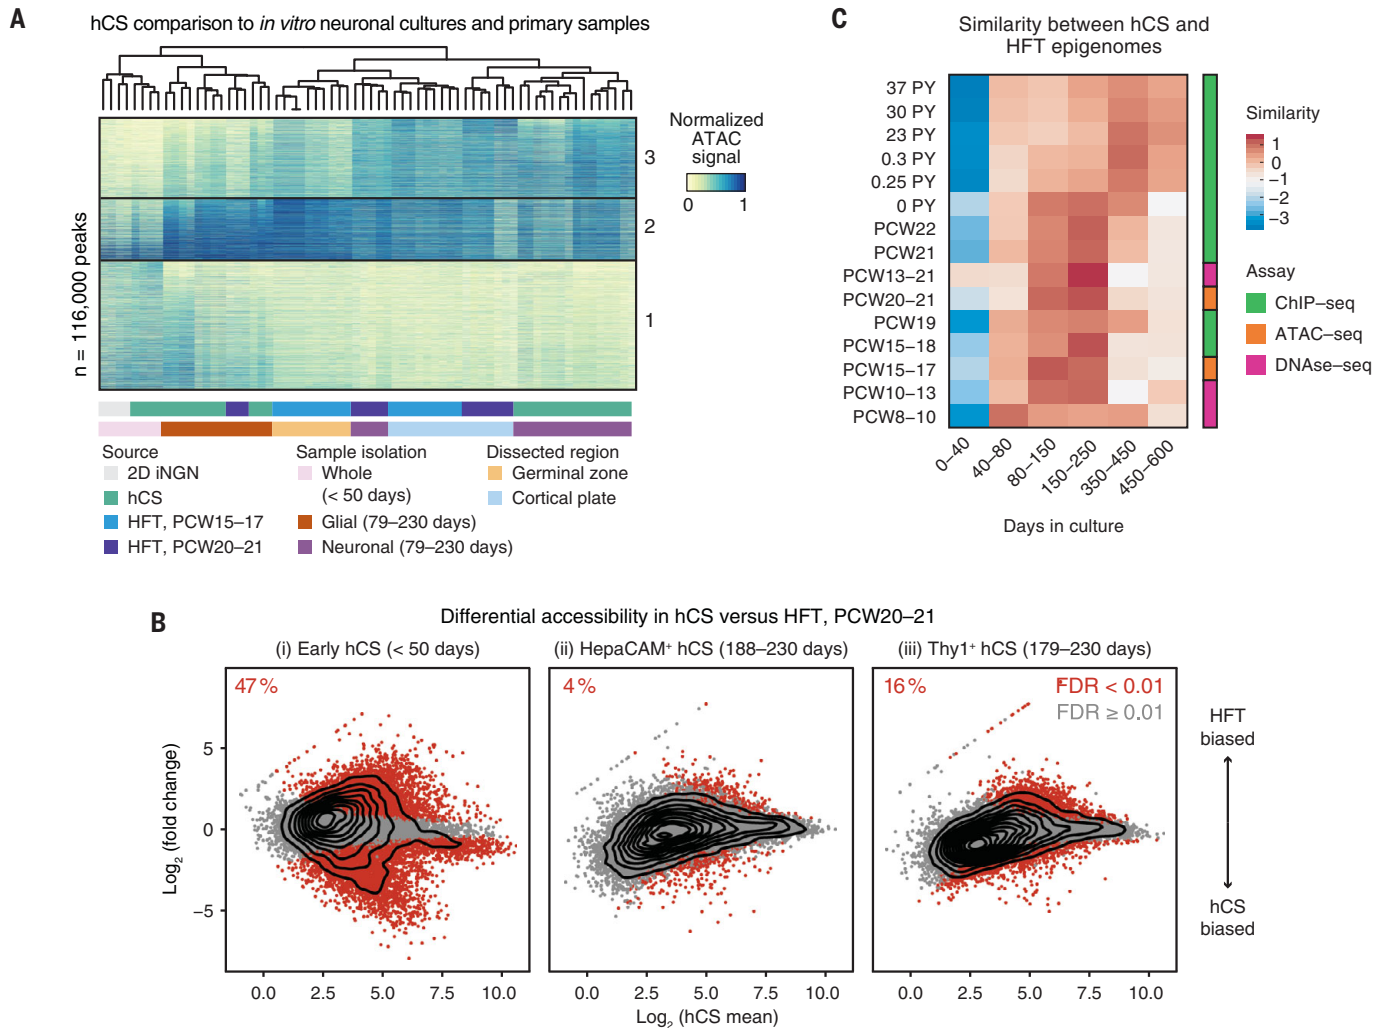 A
hCS comparison to in vitro neuronal cultures and primary samples
Normalized
ATAC
signal
0 1
n = 116,000 peaks
3
2
1
Source
2D iNGN
hCS
HFT, PCW15–17
HFT, PCW20–21
Sample isolation
Whole
(< 50 days)
Glial (79–230 days)
Neuronal (79–230 days)
Dissected region
Germinal zone
Cortical plate
C
Similarity between hCS and
HFT epigenomes
37 PY
30 PY
23 PY
0.3 PY
0.25 PY
0 PY
PCW22
PCW21
PCW13–21
PCW20–21
PCW19
PCW15–18
PCW15–17
PCW10–13
PCW8–10
0–40
40–80
80–150
150–250
350–450
450–600
Days in culture
Similarity
1
0
−1
−2
−3
Assay
ChIP–seq
ATAC–seq
DNAse–seq
B
Differential accessibility in hCS versus HFT, PCW20–21
(i) Early hCS (< 50 days)
(ii) HepaCAM+ hCS (188–230 days)
(iii) Thy1+ hCS (179–230 days)
47%
4%
16%
FDR < 0.01
FDR ≥ 0.01
Log2 (fold change)
5
0
−5
0.0 2.5 5.0 7.5 10.0
0.0 2.5 5.0 7.5 10.0
0.0 2.5 5.0 7.5 10.0
Log2 (hCS mean)
HFT
biased
hCS
biased